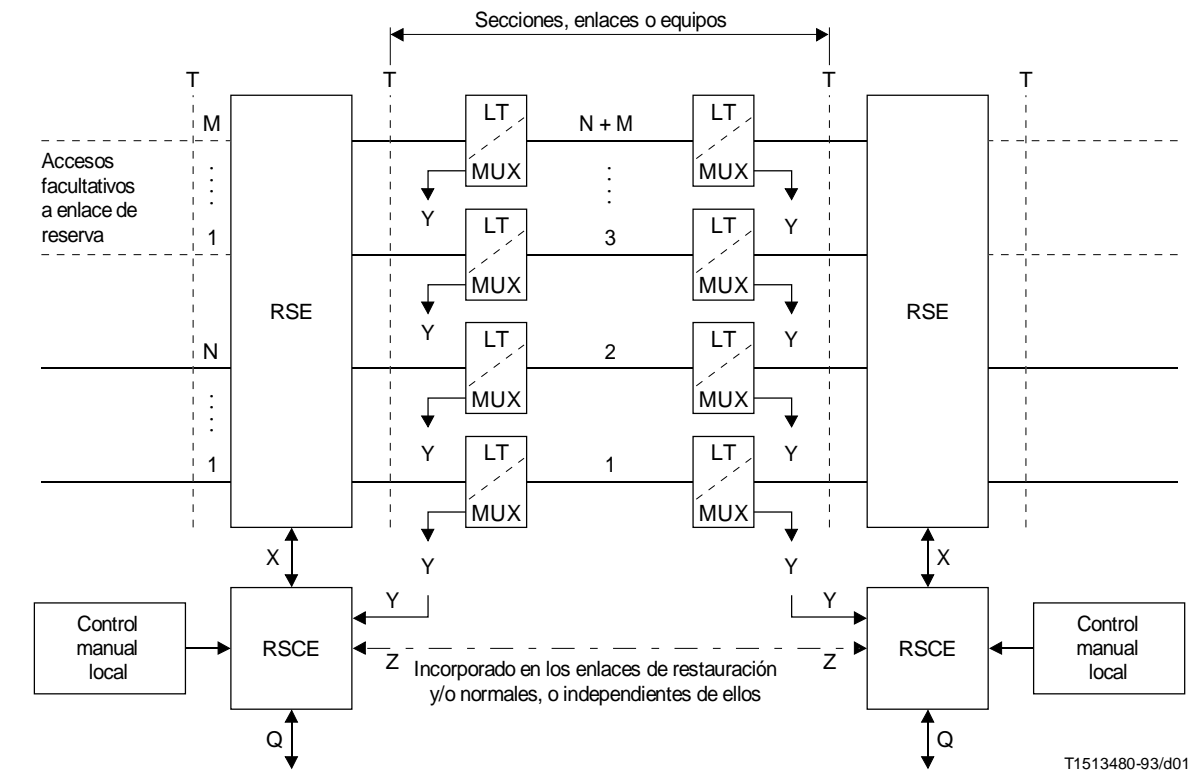 Secciones, enlaces o equipos
T T T T
M LT N + M LT
Accesos
facultativos
a enlace de
reserva
MUX MUX
Y Y
1 LT 3 LT
MUX MUX
RSE RSE
Y Y
N LT 2 LT
MUX MUX
Y Y
1 LT 1 LT
MUX MUX
X Y Y X
Y Y
Control
manual
local
RSCE RSCE
Control
manual
local
Z Z
Incorporado en los enlaces de restauración
y/o normales, o independientes de ellos
Q Q
T1513480-93/d01